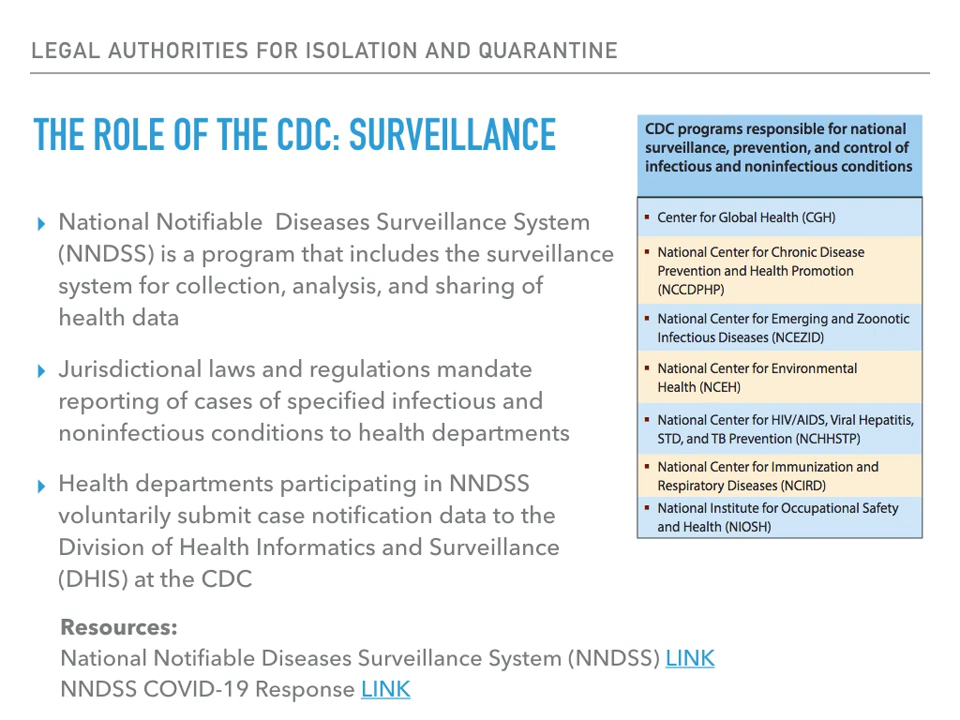 LEGAL AUTHORITIES FOR ISOLATION AND QUARANTINE
THE ROLE OF THE CDC: SURVEILLANCE
▸ National Notifiable  Diseases Surveillance System
(NNDSS) is a program that includes the surveillance
system for collection, analysis, and sharing of
health data
▸ Jurisdictional laws and regulations mandate
reporting of cases of specified infectious and
noninfectious conditions to health departments
▸ Health departments participating in NNDSS
voluntarily submit case notification data to the
Division of Health Informatics and Surveillance
(DHIS) at the CDC
Resources:
National Notifiable Diseases Surveillance System (NNDSS) LINK
NNDSS COVID-19 Response LINK
CDC programs responsible for national
surveillance, prevention, and control of
infectious and noninfectious conditions
▪ Center for Global Health (CGH)
▪ National Center for Chronic Disease
Prevention and Health Promotion
(NCCDPHP)
▪ National Center for Emerging and Zoonotic
Infectious Diseases (NCEZID)
▪ National Center for Environmental
Health (NCEH)
▪ National Center for HIV/AIDS, Viral Hepatitis,
STD, and TB Prevention (NCHHSTP)
▪ National Center for Immunization and
Respiratory Diseases (NCIRD)
▪ National Institute for Occupational Safety
and Health (NIOSH)